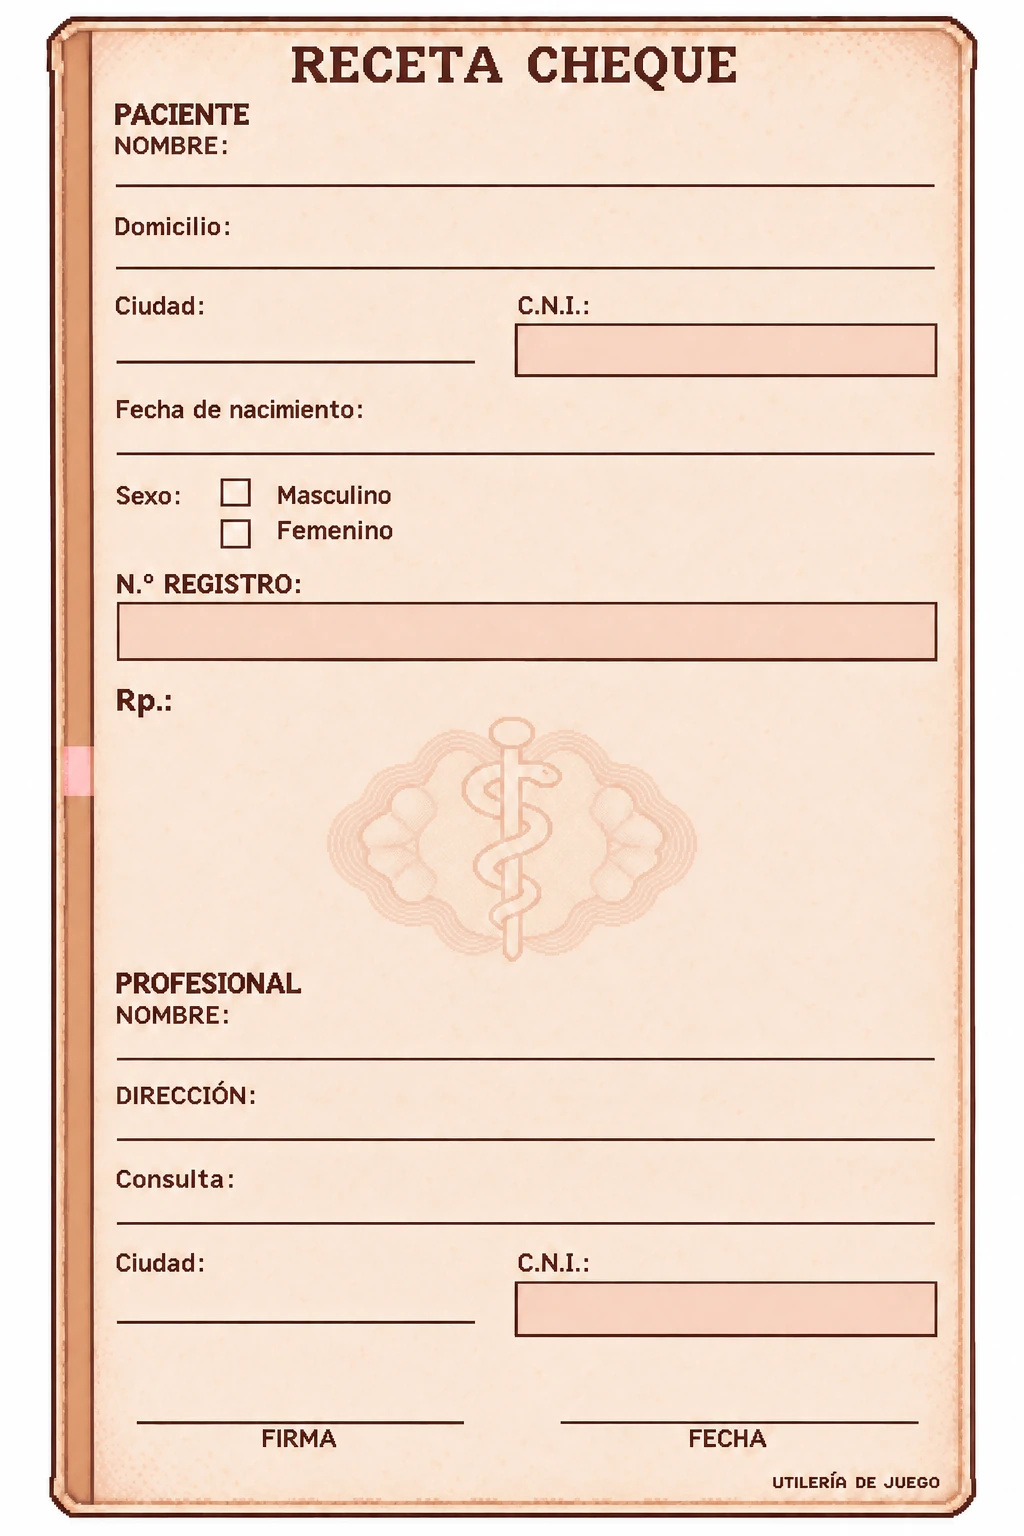 RECETA CHEQUE
PACIENTE
NOMBRE:
Domicilio:
Ciudad: C.N.I.:
Fecha de nacimiento:
Sexo: Masculino
Femenino
N.º REGISTRO:
Rp.:
PROFESIONAL
NOMBRE:
DIRECCIÓN:
Consulta:
Ciudad: C.N.I.:
FIRMA FECHA
UTILERÍA DE JUEGO